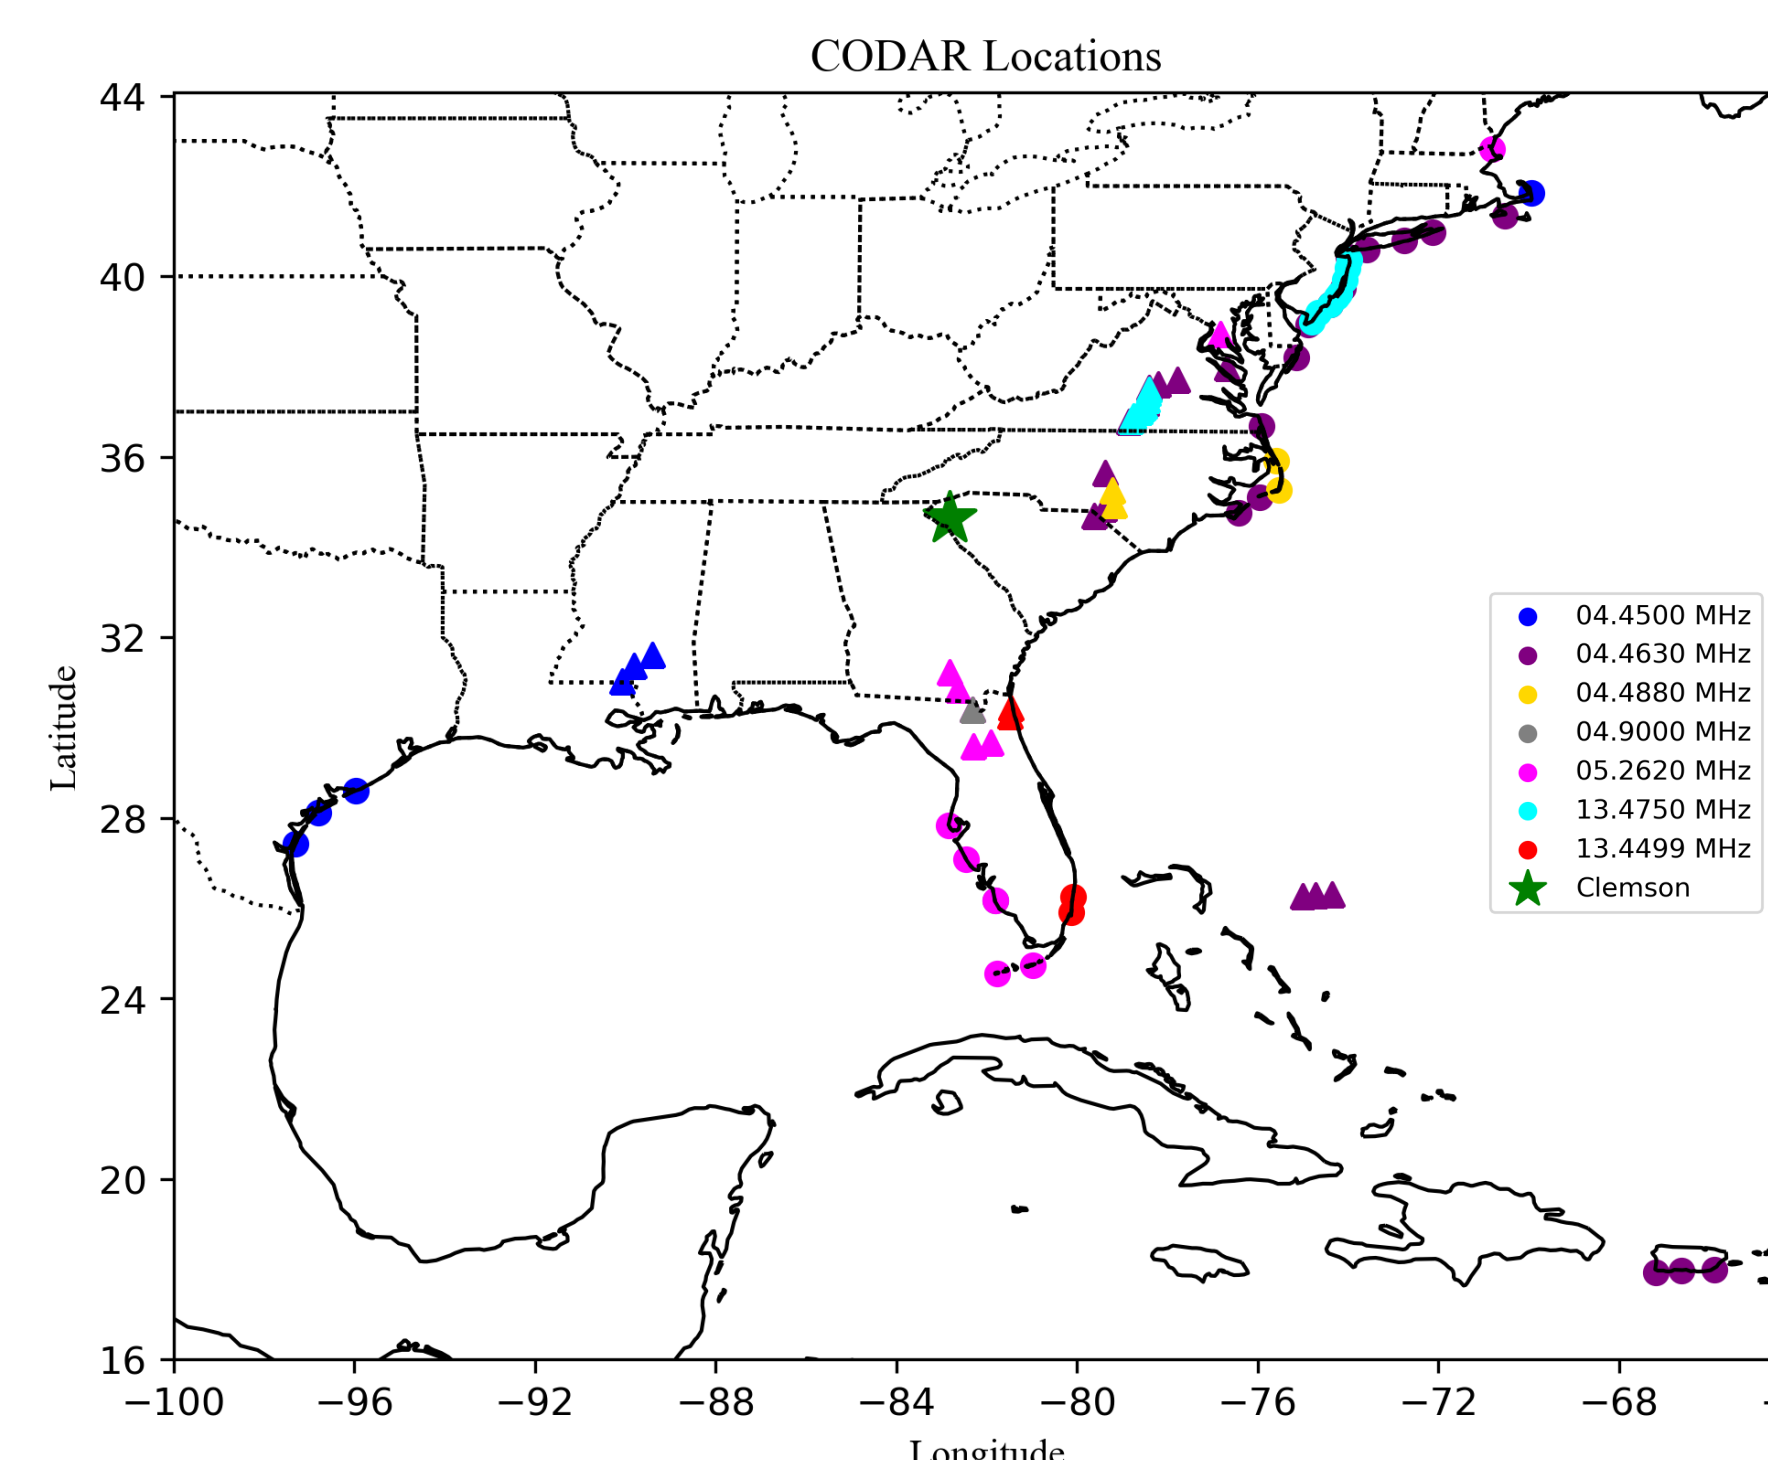 CODAR Locations
44
40
36
32
28
24
20
16
Latitude
04.4500 MHz
04.4630 MHz
04.4880 MHz
04.9000 MHz
05.2620 MHz
13.4750 MHz
13.4499 MHz
Clemson
−100 −96 −92 −88 −84 −80 −76 −72 −68
Longitude